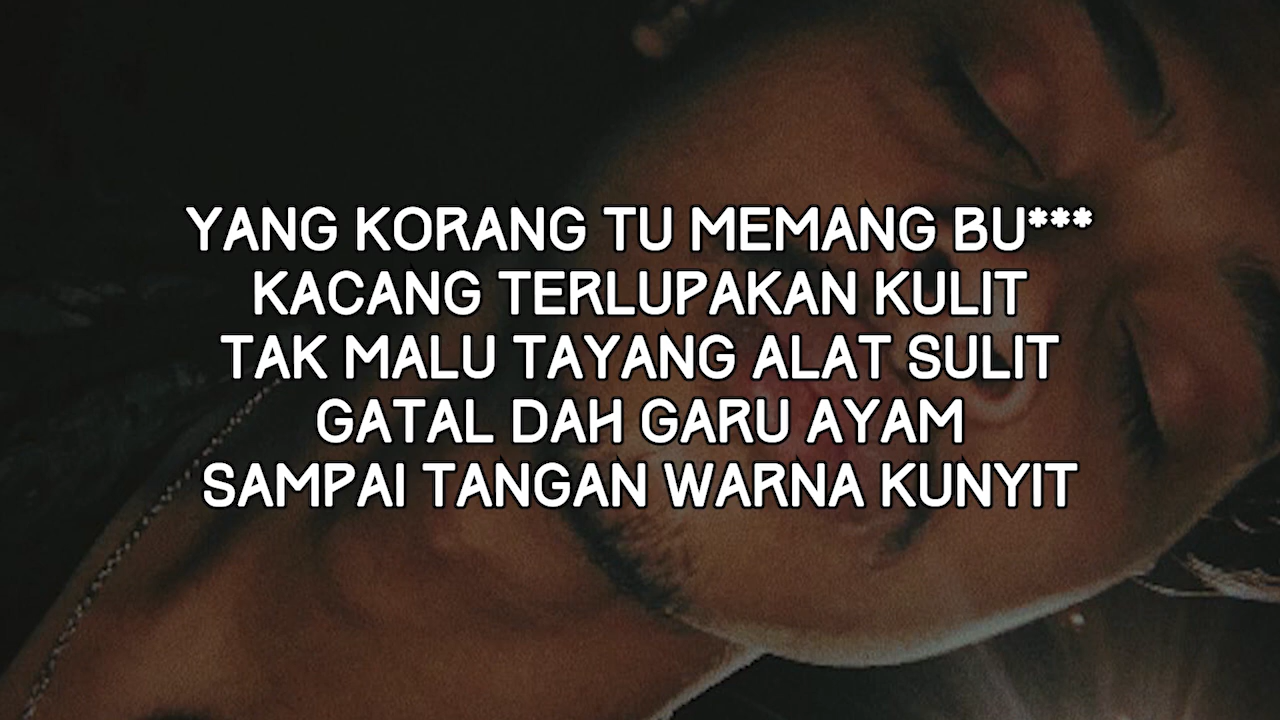 YANG KORANG TU MEMANG BU***
KACANG TERLUPAKAN KULIT
TAK MALU TAYANG ALAT SULIT
GATAL DAH GARU AYAM
SAMPAI TANGAN WARNA KUNYIT